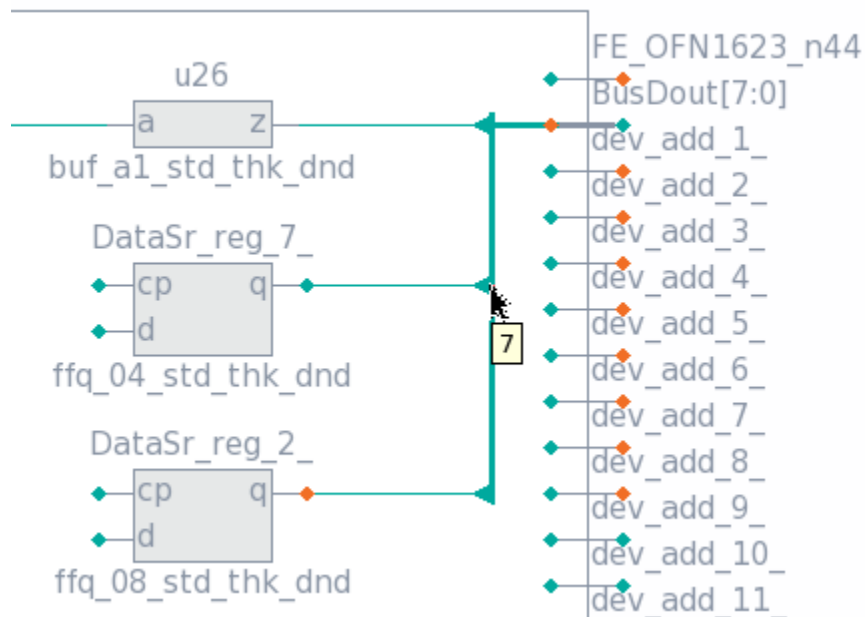 FE_OFN1623_n44
u26
BusDout[7:0]
a z
dev_add_1_
buf_a1_std_thk_dnd
dev_add_2_
DataSr_reg_7_
dev_add_3_
cp q
dev_add_4_
d
dev_add_5_
7
ffq_04_std_thk_dnd
dev_add_6_
dev_add_7_
DataSr_reg_2_
dev_add_8_
cp q
dev_add_9_
d
dev_add_10_
ffq_08_std_thk_dnd
dev_add_11_